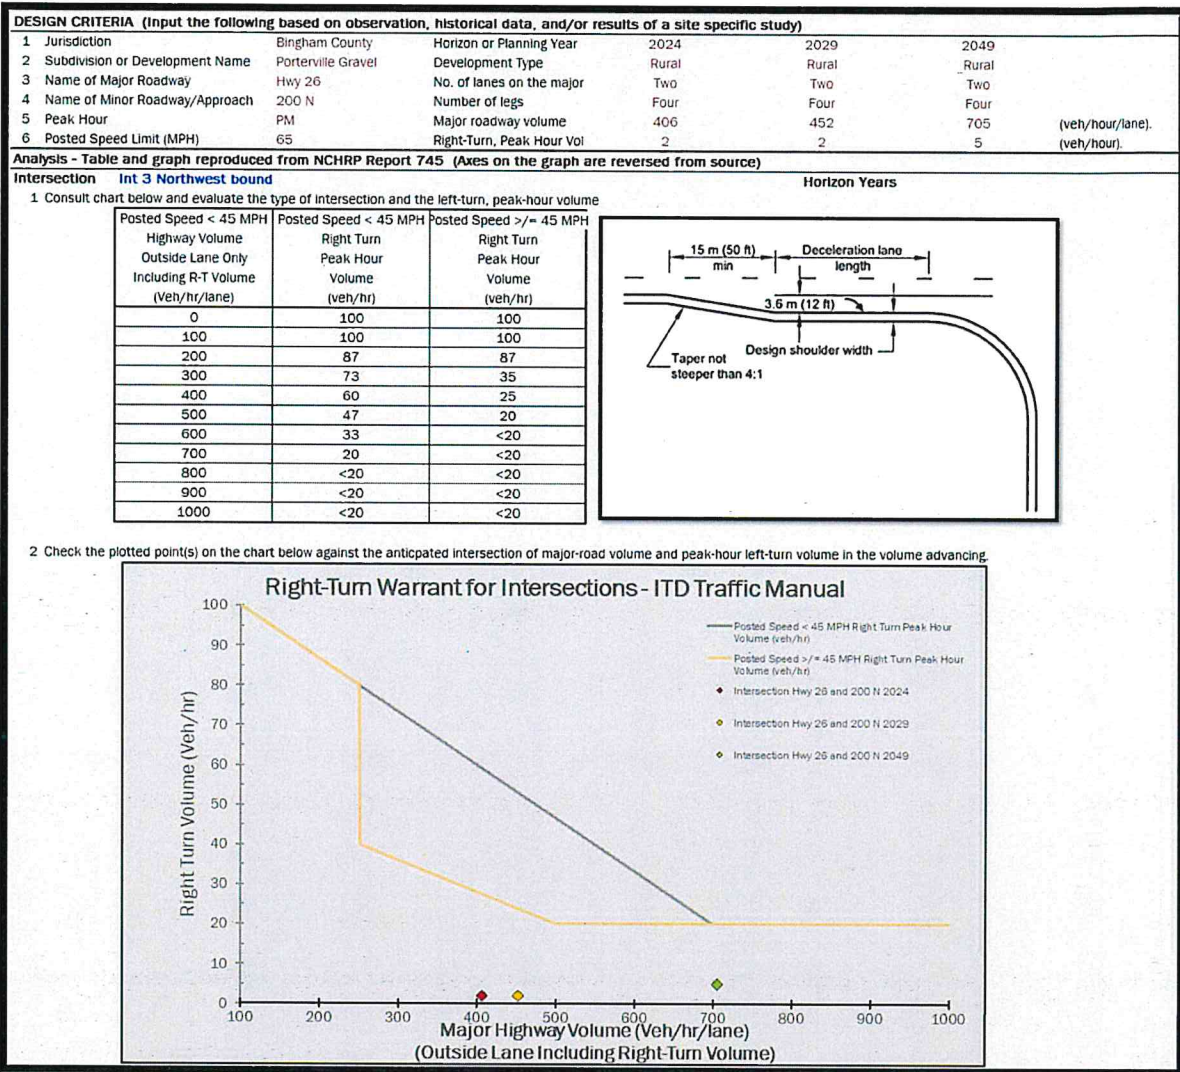 DESIGN CRITERIA (Input the following based on observation, historical data, and/or results of a site specific study)
1 Jurisdiction Bingham County Horizon or Planning Year 2024 2029 2049
2 Subdivision or Development Name Porterville Gravel Development Type Rural Rural Rural
3 Name of Major Roadway Hwy 26 No. of lanes on the major Two Two Two
4 Name of Minor Roadway/Approach 200 N Number of legs Four Four Four
5 Peak Hour PM Major roadway volume 406 452 705 (veh/hour/lane).
6 Posted Speed Limit (MPH) 65 Right-Turn, Peak Hour Vol 2 2 5 (veh/hour).
Analysis - Table and graph reproduced from NCHRP Report 745 (Axes on the graph are reversed from source)
Intersection Int 3 Northwest bound Horizon Years
1 Consult chart below and evaluate the type of intersection and the left-turn, peak-hour volume
Posted Speed < 45 MPH Posted Speed < 45 MPH Posted Speed >/= 45 MPH
Highway Volume Right Turn Right Turn
Outside Lane Only Peak Hour Peak Hour
Including R-T Volume Volume Volume
(Veh/hr/lane) (veh/hr) (veh/hr)
0 100 100
100 100 100
200 87 87
300 73 35
400 60 25
500 47 20
600 33 <20
700 20 <20
800 <20 <20
900 <20 <20
1000 <20 <20
15 m (50 ft) Deceleration lane
min length
3.6 m (12 ft)
Design shoulder width
Taper not
steeper than 4:1
2 Check the plotted point(s) on the chart below against the anticpated intersection of major-road volume and peak-hour left-turn volume in the volume advancing.
Right-Turn Warrant for Intersections - ITD Traffic Manual
Posted Speed < 45 MPH Right Turn Peak Hour
Volume (veh/hr)
Posted Speed >/= 45 MPH Right Turn Peak Hour
Volume (veh/hr)
Intersection Hwy 26 and 200 N 2024
Intersection Hwy 26 and 200 N 2029
Intersection Hwy 26 and 200 N 2049
Right Turn Volume (Veh/hr)
100
90
80
70
60
50
40
30
20
10
0
100 200 300 400 500 600 700 800 900 1000
Major Highway Volume (Veh/hr/lane)
(Outside Lane Including Right-Turn Volume)